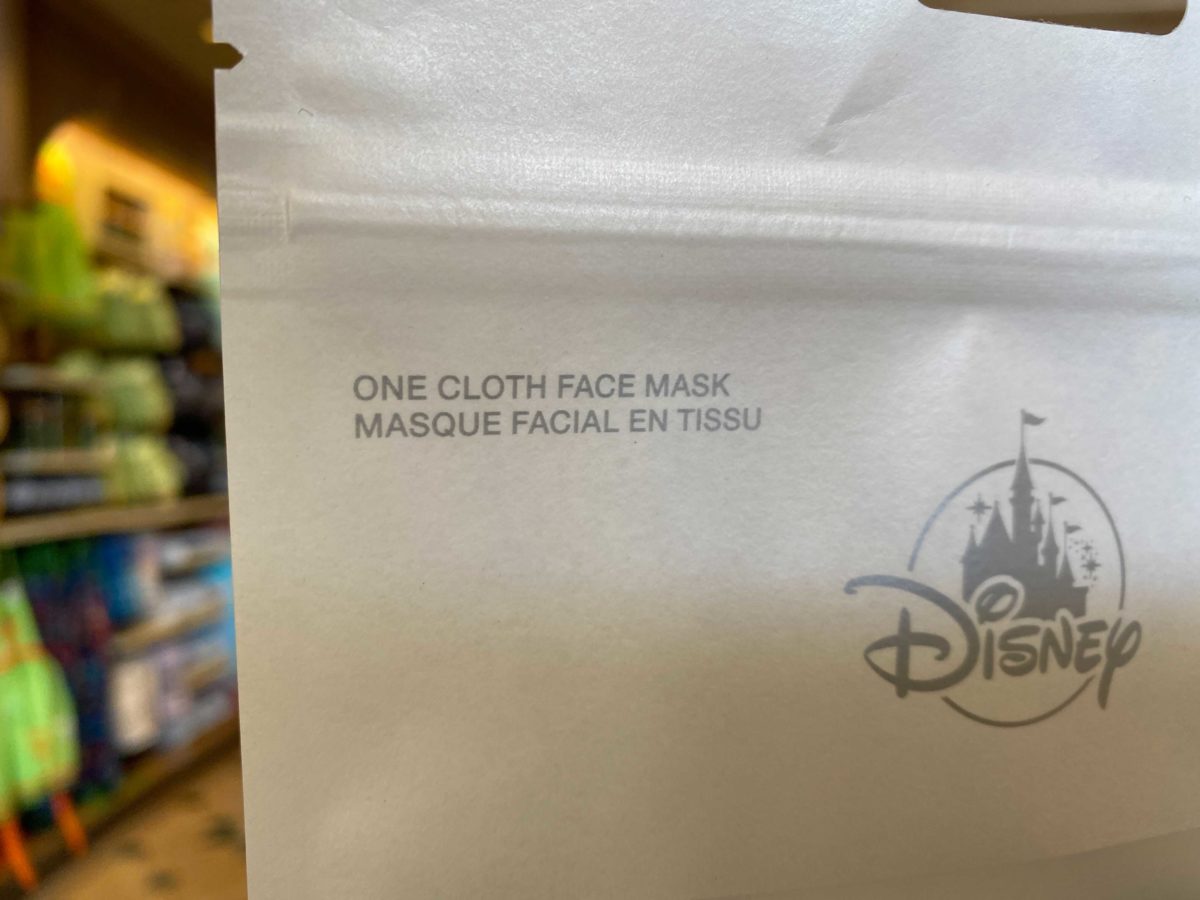 ONE CLOTH FACE MASK
MASQUE FACIAL EN TISSU
Disney